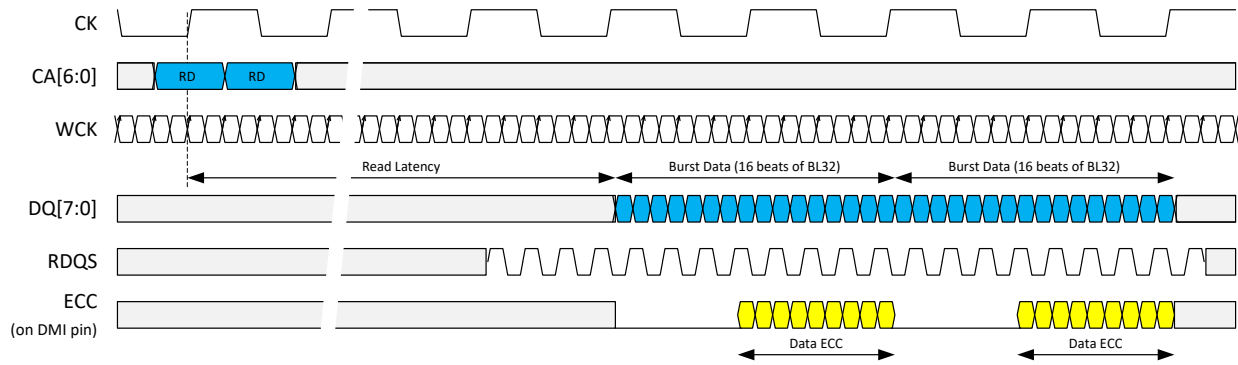 CK
CA[6:0]
RD RD
WCK
Read Latency Burst Data (16 beats of BL32) Burst Data (16 beats of BL32)
DQ[7:0]
RDQS
ECC
(on DMI pin)
Data ECC Data ECC